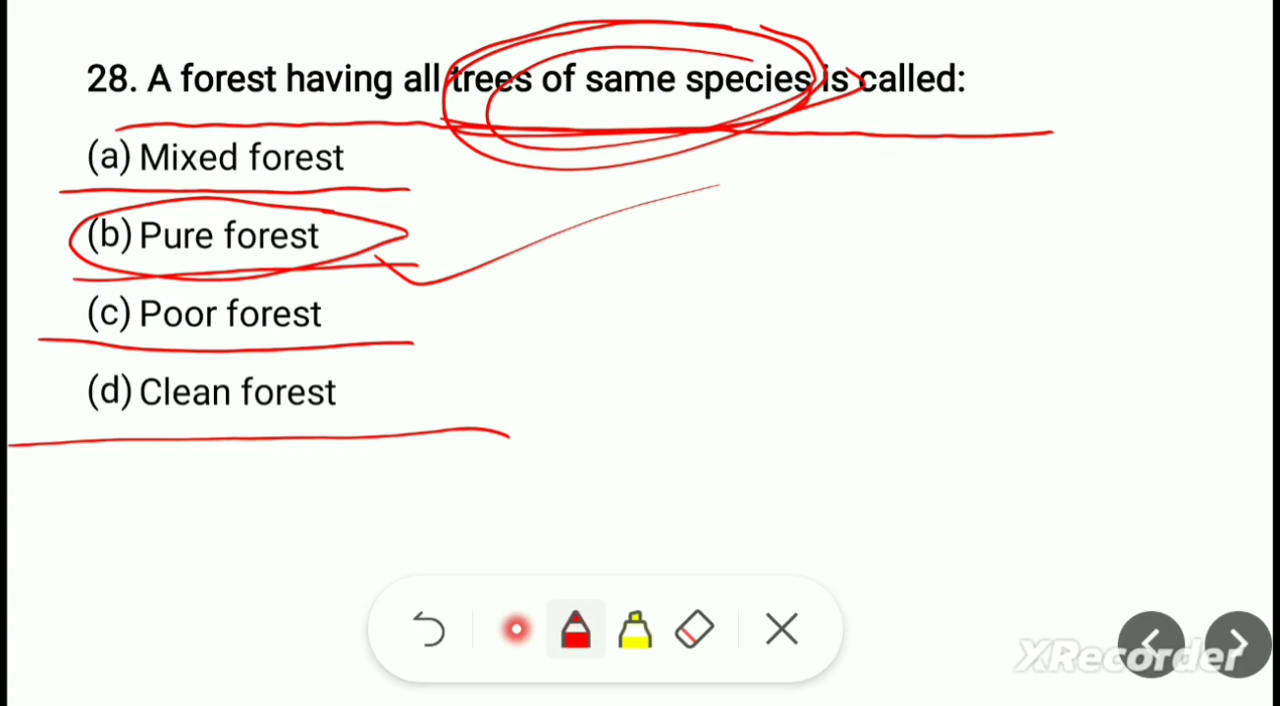 28. A forest having all trees of same species is called:
(a) Mixed forest
(b) Pure forest
(c) Poor forest
(d) Clean forest
XRecorder